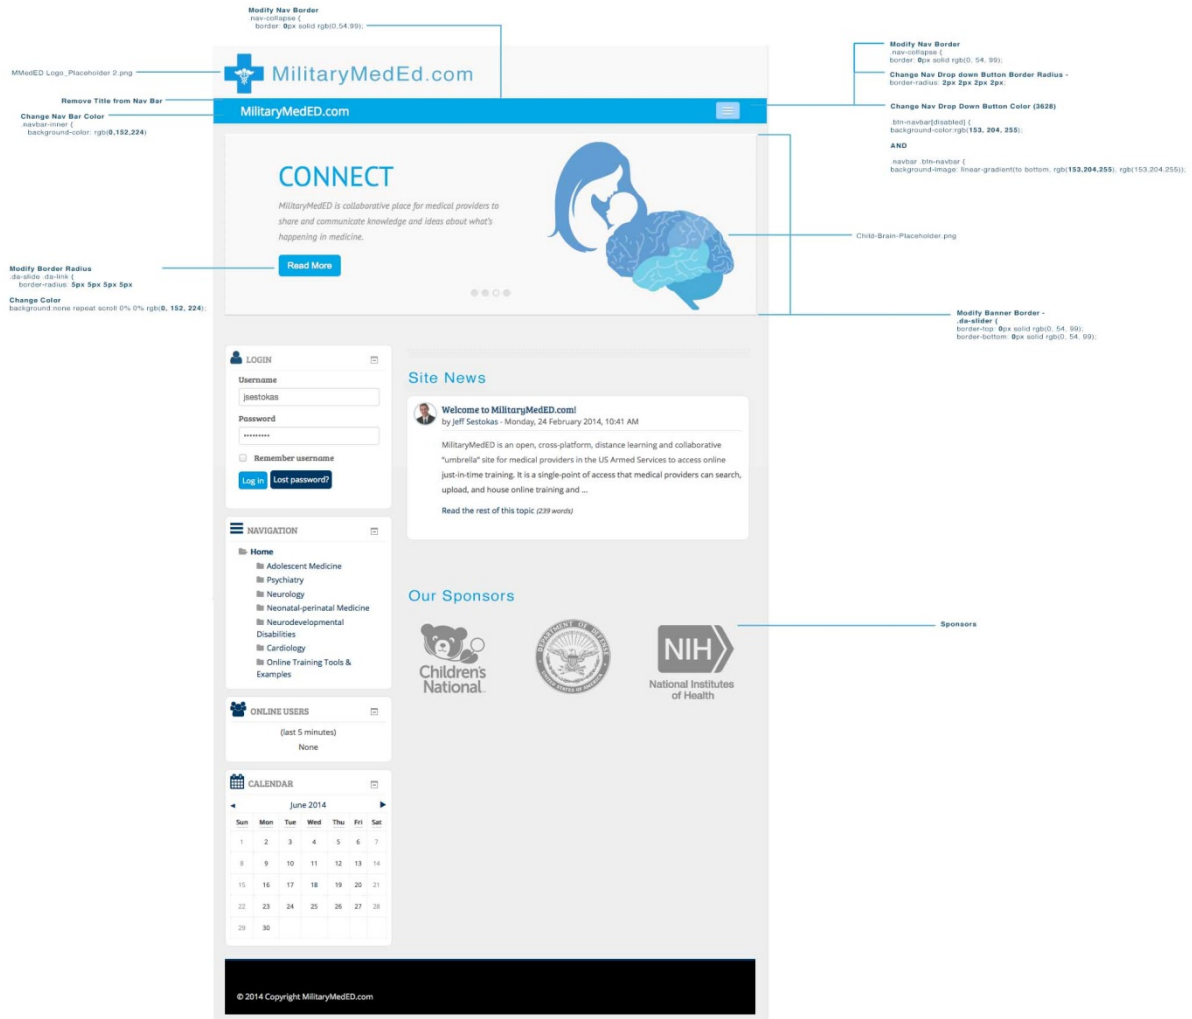 Modify Nav Border
.nav-collapse {
border: 0px solid rgb(0,54,99);
MMedED Logo_Placeholder 2.png
Remove Title from Nav Bar
Change Nav Bar Color
.navbar-inner {
background-color: rgb(0,152,224)
MilitaryMedEd.com
MilitaryMedED.com
Modify Nav Border
.nav-collapse {
border: 0px solid rgb(0, 54, 99);
Change Nav Drop down Button Border Radius -
border-radius: 2px 2px 2px 2px;
Change Nav Drop Down Button Color (3628)
.btn-navbar[disabled] {
background-color:rgb(153, 204, 255);
AND
.navbar .btn-navbar {
background-image: linear-gradient(to bottom, rgb(153,204,255), rgb(153,204,255));
CONNECT
MilitaryMedED is collaborative place for medical providers to
share and communicate knowledge and ideas about what's
happening in medicine.
Read More
Child-Brain-Placeholder.png
Modify Border Radius
.da-slide .da-link {
border-radius: 5px 5px 5px 5px
Change Color
background:none repeat scroll 0% 0% rgb(0, 152, 224);
Modify Banner Border -
.da-slider {
border-top: 0px solid rgb(0, 54, 99);
border-bottom: 0px solid rgb(0, 54, 99);
LOGIN
Username
jsestokas
Password
•••••••••
Remember username
Log in Lost password?
Site News
Welcome to MilitaryMedED.com!
by Jeff Sestokas - Monday, 24 February 2014, 10:41 AM
MilitaryMedED is an open, cross-platform, distance learning and collaborative
"umbrella" site for medical providers in the US Armed Services to access online
just-in-time training. It is a single-point of access that medical providers can search,
upload, and house online training and ...
Read the rest of this topic (239 words)
NAVIGATION
Home
Adolescent Medicine
Psychiatry
Neurology
Neonatal-perinatal Medicine
Neurodevelopmental
Disabilities
Cardiology
Online Training Tools &
Examples
Our Sponsors
Children's
National
DEPARTMENT OF DEFENSE
UNITED STATES OF AMERICA
NIH
National Institutes
of Health
Sponsors
ONLINE USERS
(last 5 minutes)
None
CALENDAR
◄ June 2014 ►
Sun Mon Tue Wed Thu Fri Sat
1 2 3 4 5 6 7
8 9 10 11 12 13 14
15 16 17 18 19 20 21
22 23 24 25 26 27 28
29 30
© 2014 Copyright MilitaryMedED.com